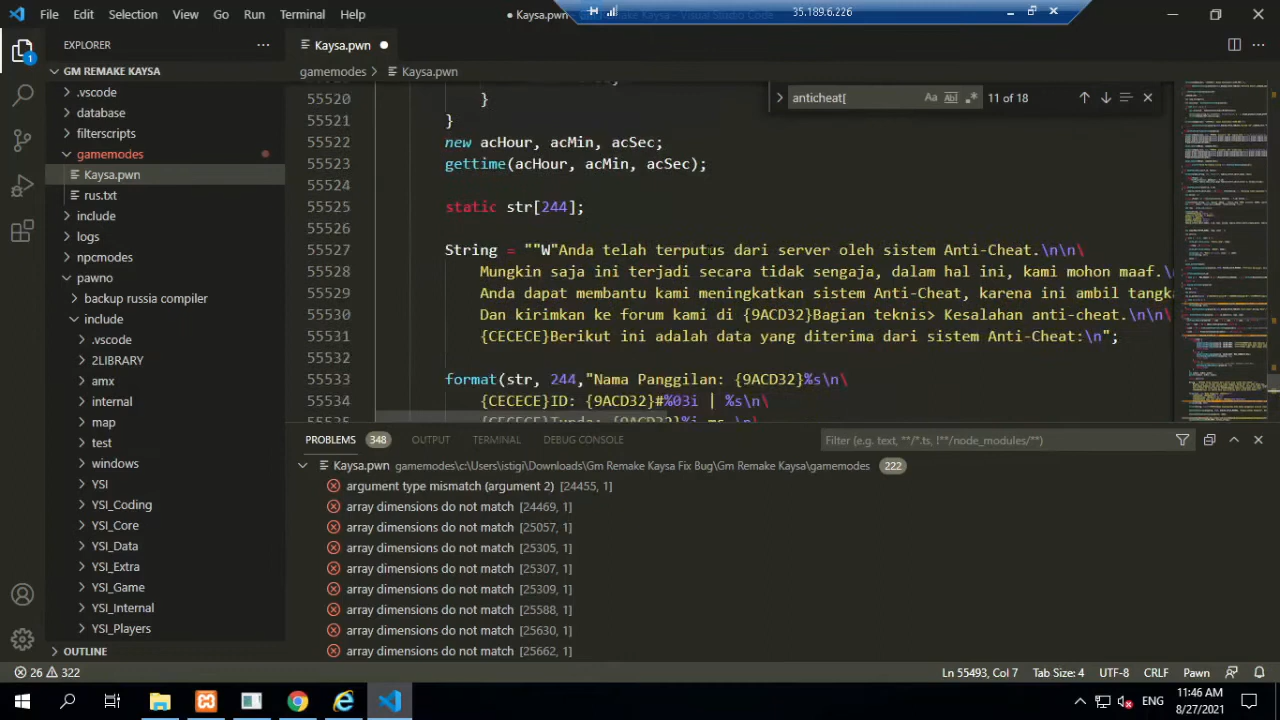 File Edit Selection View Go Run Terminal Help
Kaysa.pwn
Visual Studio Code
35.189.6.226
EXPLORER
Kaysa.pwn
GM REMAKE KAYSA
gamemodes > Kaysa.pwn
.vscode
database
filterscripts
gamemodes
Kaysa.pwn
rus.txt
include
logs
npcmodes
pawno
backup russia compiler
include
.vscode
2LIBRARY
amx
internal
map
test
windows
YSI
YSI_Coding
YSI_Core
YSI_Data
YSI_Extra
YSI_Game
YSI_Internal
YSI_Players
OUTLINE
anticheat[
Aa Abl .* 11 of 18
55520 }
55521 }
55522 new acHour, acMin, acSec;
55523 gettime(acHour, acMin, acSec);
55524
55525 static str[244];
55526
55527 String = ""W"Anda telah terputus dari server oleh sistem Anti-Cheat.\n\n\
55528 Mungkin saja ini terjadi secara tidak sengaja, dalam hal ini, kami mohon maaf.\
55529 Anda dapat membantu kami meningkatkan sistem Anti-Cheat, karena ini ambil tangka
55530 Dan kirimkan ke forum kami di {9ACD32}Bagian teknis Kesalahan anti-cheat.\n\n\
55531 berikut ini adalah data yang diterima dari sistem Anti-Cheat:\n";
55532
55533 format(str, 244,"Nama Panggilan: {9ACD32}%s\n\
55534 {CECECE}ID: {9ACD32}#%03i | %s\n\
PROBLEMS 348 OUTPUT TERMINAL DEBUG CONSOLE
Filter (e.g. text, **/*.ts, !**/node_modules/**)
Kaysa.pwn gamemodes\c:\Users\istigi\Downloads\Gm Remake Kaysa Fix Bug\Gm Remake Kaysa\gamemodes 222
argument type mismatch (argument 2) [24455, 1]
array dimensions do not match [24469, 1]
array dimensions do not match [25057, 1]
array dimensions do not match [25305, 1]
array dimensions do not match [25307, 1]
array dimensions do not match [25309, 1]
array dimensions do not match [25588, 1]
array dimensions do not match [25630, 1]
array dimensions do not match [25662, 1]
26 322
Ln 55493, Col 7 Tab Size: 4 UTF-8 CRLF Pawn
ENG
11:46 AM
8/27/2021